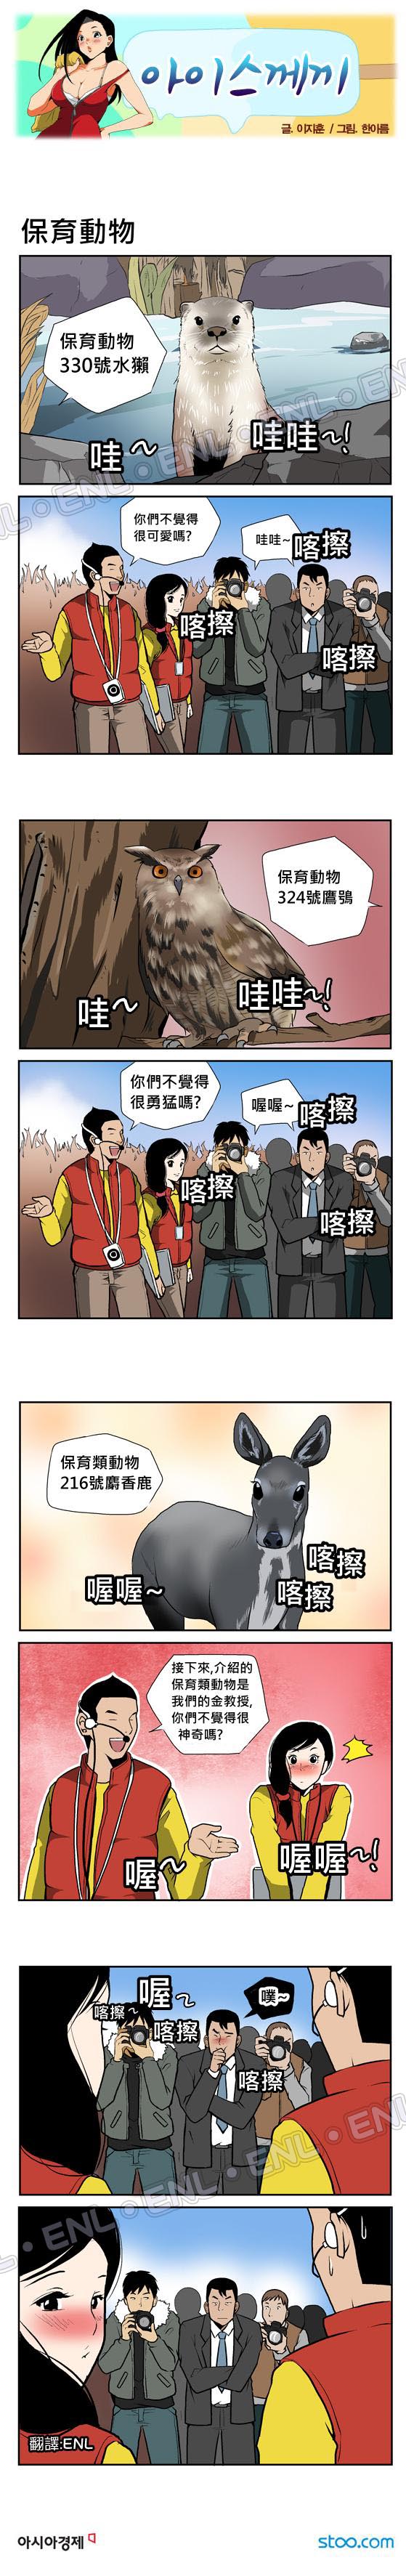 아이스께끼
글. 이지훈 / 그림. 한아름
保育動物
保育動物
330號水獺
哇~
哇哇~!
你們不覺得
很可愛嗎?
哇哇~
喀擦
喀擦
喀擦
保育動物
324號鷹鴞
哇~
哇哇~!
你們不覺得
很勇猛嗎?
喔喔~
喀擦
喀擦
喀擦
保育類動物
216號麝香鹿
喔喔~
喀擦
喀擦
接下來,介紹的
保育類動物是
我們的金教授,
你們不覺得很
神奇嗎?
喔~
喔喔~!
喔~
噗~
喀擦~
喀擦
喀擦
ENL
翻譯:ENL
아시아경제
stoo.com